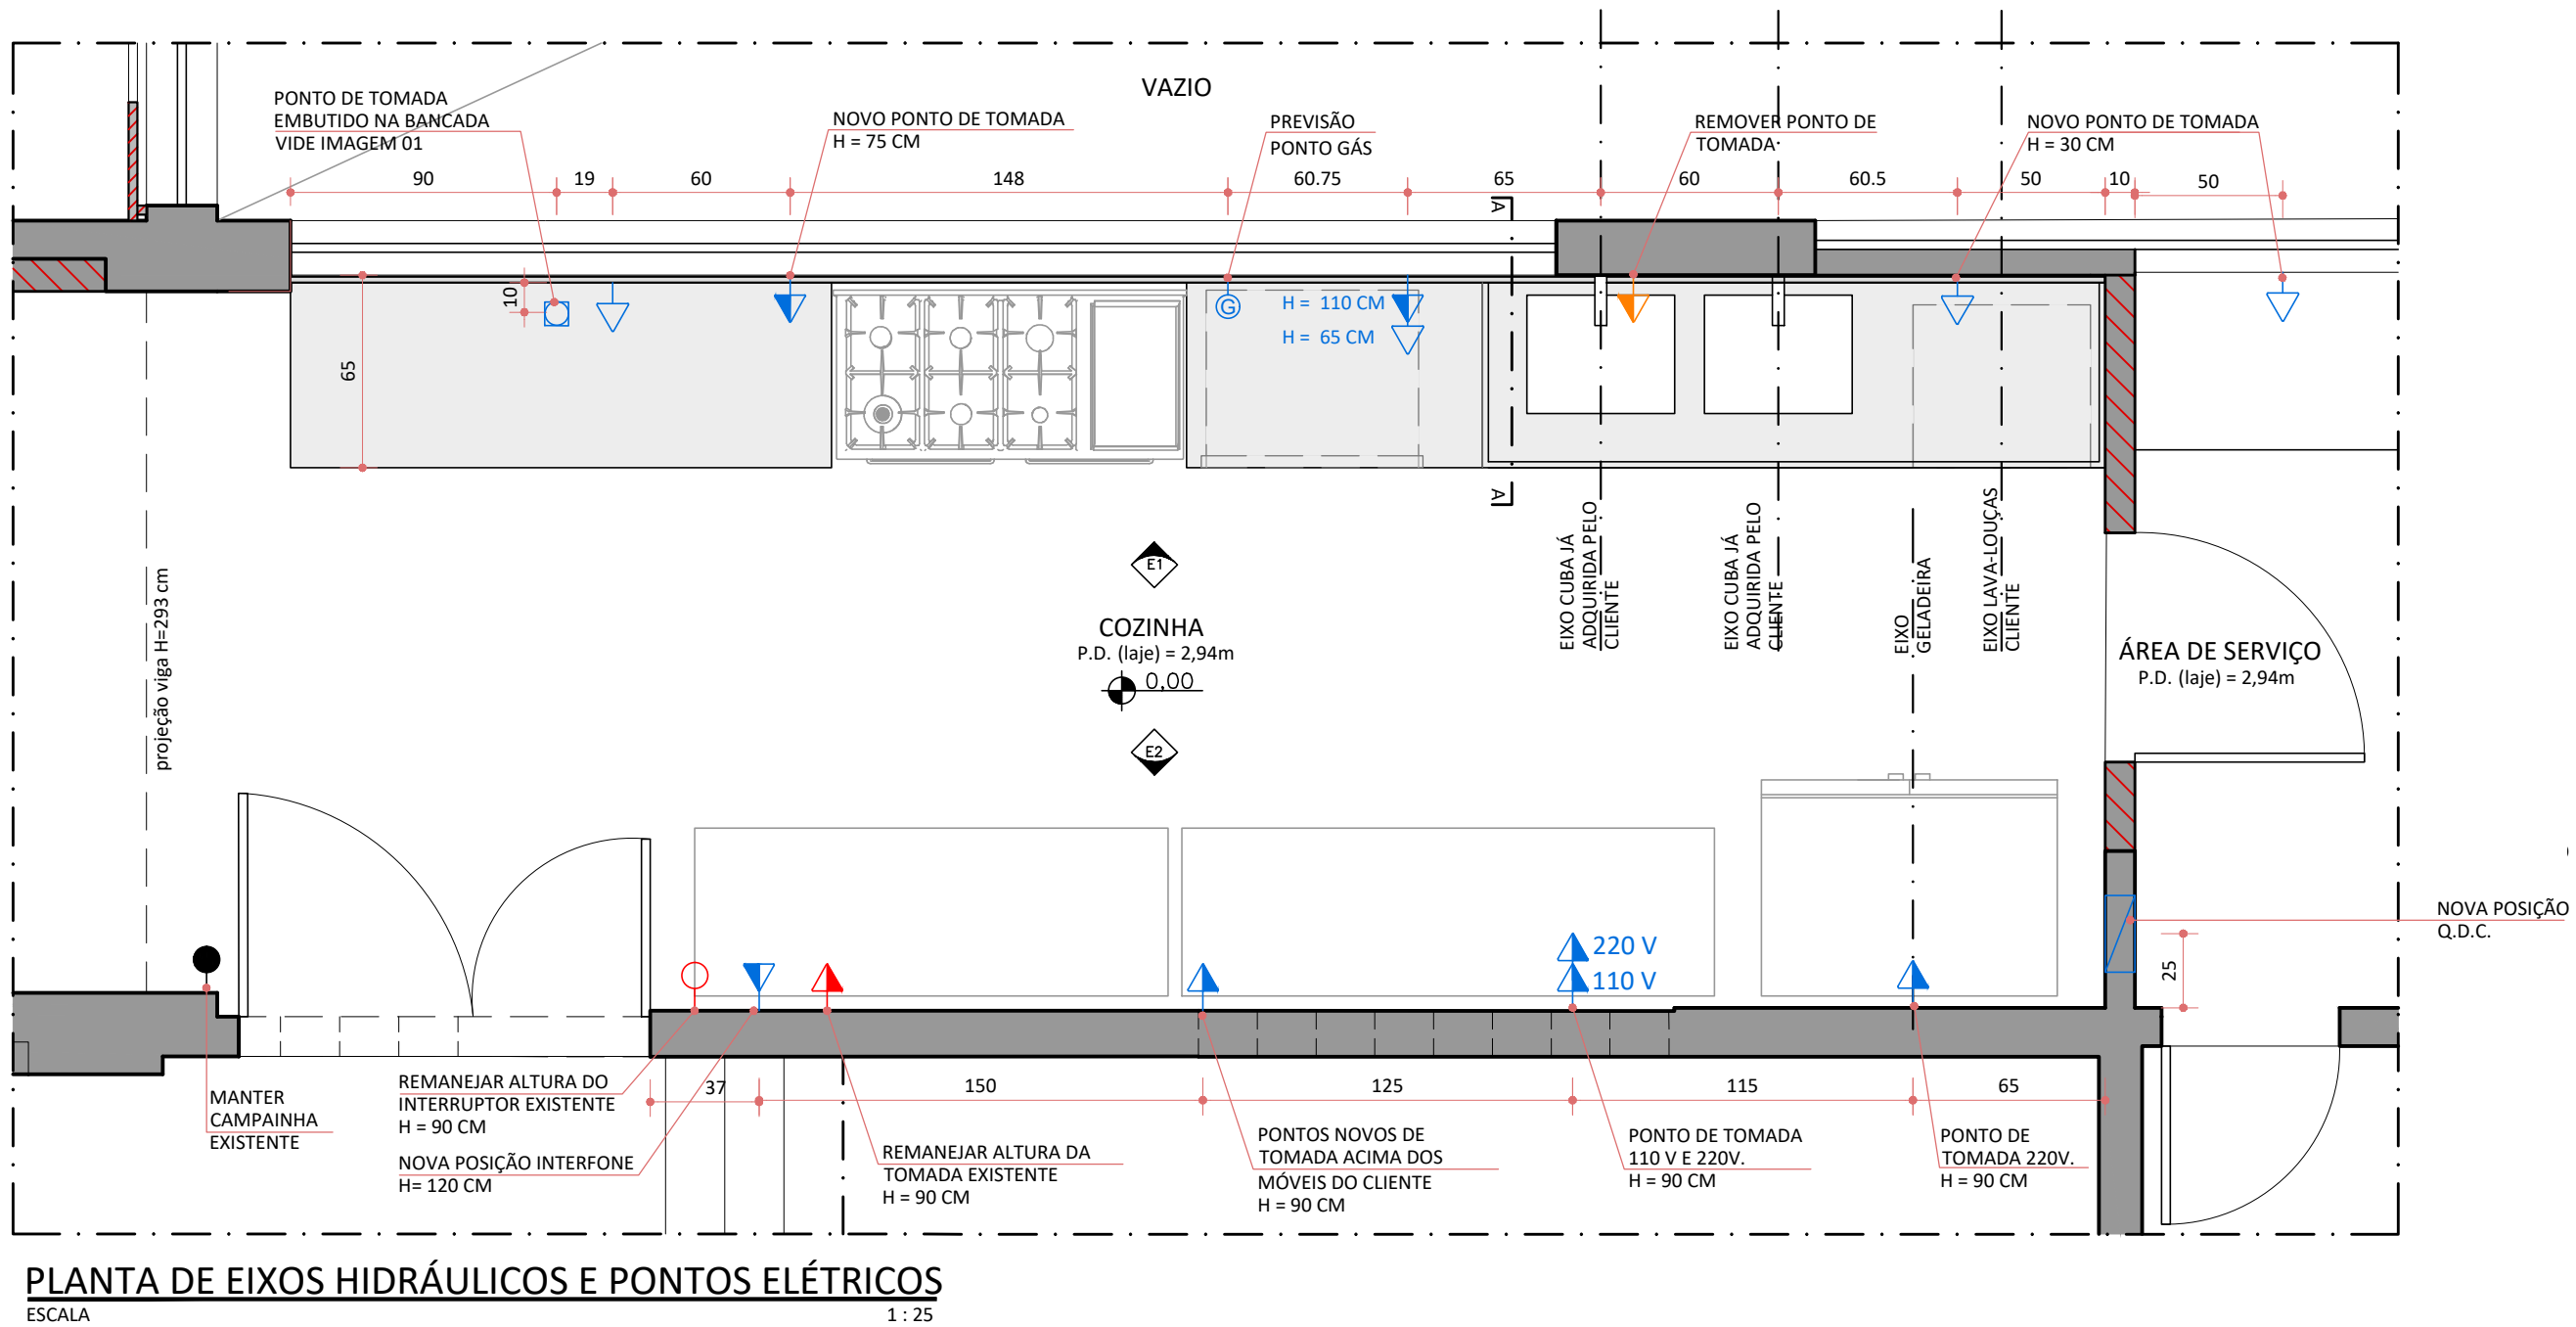 VAZIO
PONTO DE TOMADA
EMBUTIDO NA BANCADA
VIDE IMAGEM 01
NOVO PONTO DE TOMADA
H = 75 CM
PREVISÃO
PONTO GÁS
REMOVER PONTO DE
TOMADA
NOVO PONTO DE TOMADA
H = 30 CM
90
19
60
148
60.75
65
60
60.5
50
10
50
A
10
G
H = 110 CM
H = 65 CM
65
A
EIXO CUBA JÁ
ADQUIRIDA PELO
CLIENTE
EIXO CUBA JÁ
ADQUIRIDA PELO
CLIENTE
EIXO
GELADEIRA
EIXO LAVA-LOUÇAS
CLIENTE
E1
COZINHA
P.D. (laje) = 2,94m
0,00
E2
projeção viga H=293 cm
ÁREA DE SERVIÇO
P.D. (laje) = 2,94m
NOVA POSIÇÃO
Q.D.C.
25
220 V
110 V
37
150
125
115
65
MANTER
CAMPAINHA
EXISTENTE
REMANEJAR ALTURA DO
INTERRUPTOR EXISTENTE
H = 90 CM
NOVA POSIÇÃO INTERFONE
H= 120 CM
REMANEJAR ALTURA DA
TOMADA EXISTENTE
H = 90 CM
PONTOS NOVOS DE
TOMADA ACIMA DOS
MÓVEIS DO CLIENTE
H = 90 CM
PONTO DE TOMADA
110 V E 220V.
H = 90 CM
PONTO DE
TOMADA 220V.
H = 90 CM
PLANTA DE EIXOS HIDRÁULICOS E PONTOS ELÉTRICOS
ESCALA 1 : 25